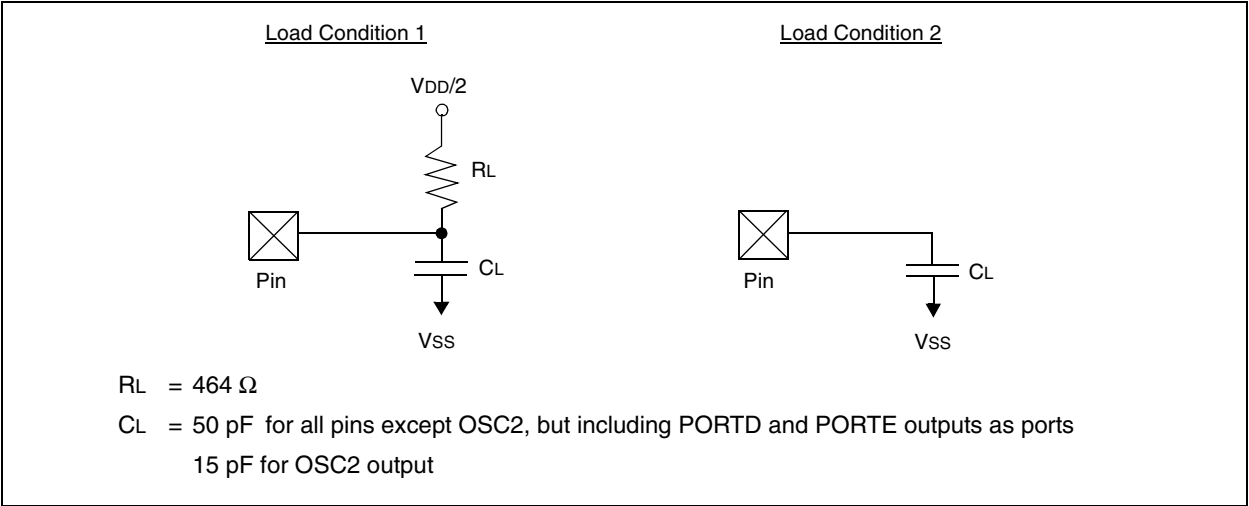 Load Condition 1
VDD/2
RL
Pin
CL
VSS
Load Condition 2
Pin
CL
VSS
RL = 464 Ω
CL = 50 pF for all pins except OSC2, but including PORTD and PORTE outputs as ports
15 pF for OSC2 output